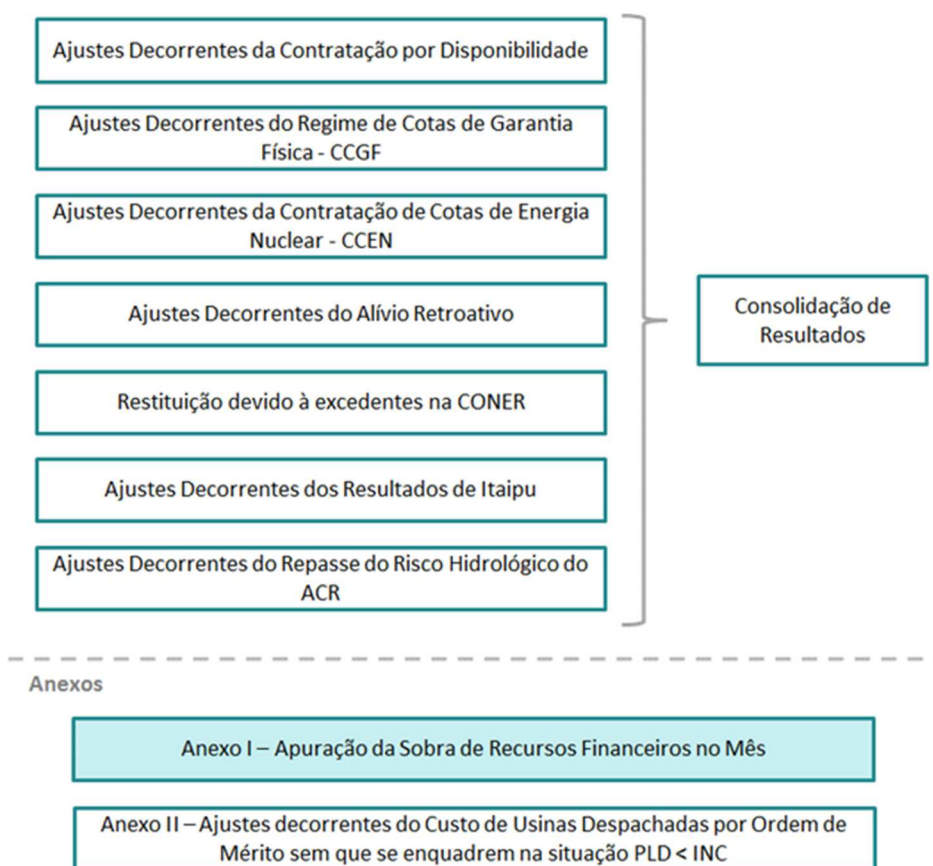 Ajustes Decorrentes da Contratação por Disponibilidade
Ajustes Decorrentes do Regime de Cotas de Garantia
Física - CCGF
Ajustes Decorrentes da Contratação de Cotas de Energia
Nuclear - CCEN
Ajustes Decorrentes do Alívio Retroativo
Restituição devido à excedentes na CONER
Ajustes Decorrentes dos Resultados de Itaipu
Ajustes Decorrentes do Repasse do Risco Hidrológico do
ACR
Consolidação de
Resultados
Anexos
Anexo I – Apuração da Sobra de Recursos Financeiros no Mês
Anexo II – Ajustes decorrentes do Custo de Usinas Despachadas por Ordem de
Mérito sem que se enquadrem na situação PLD < INC